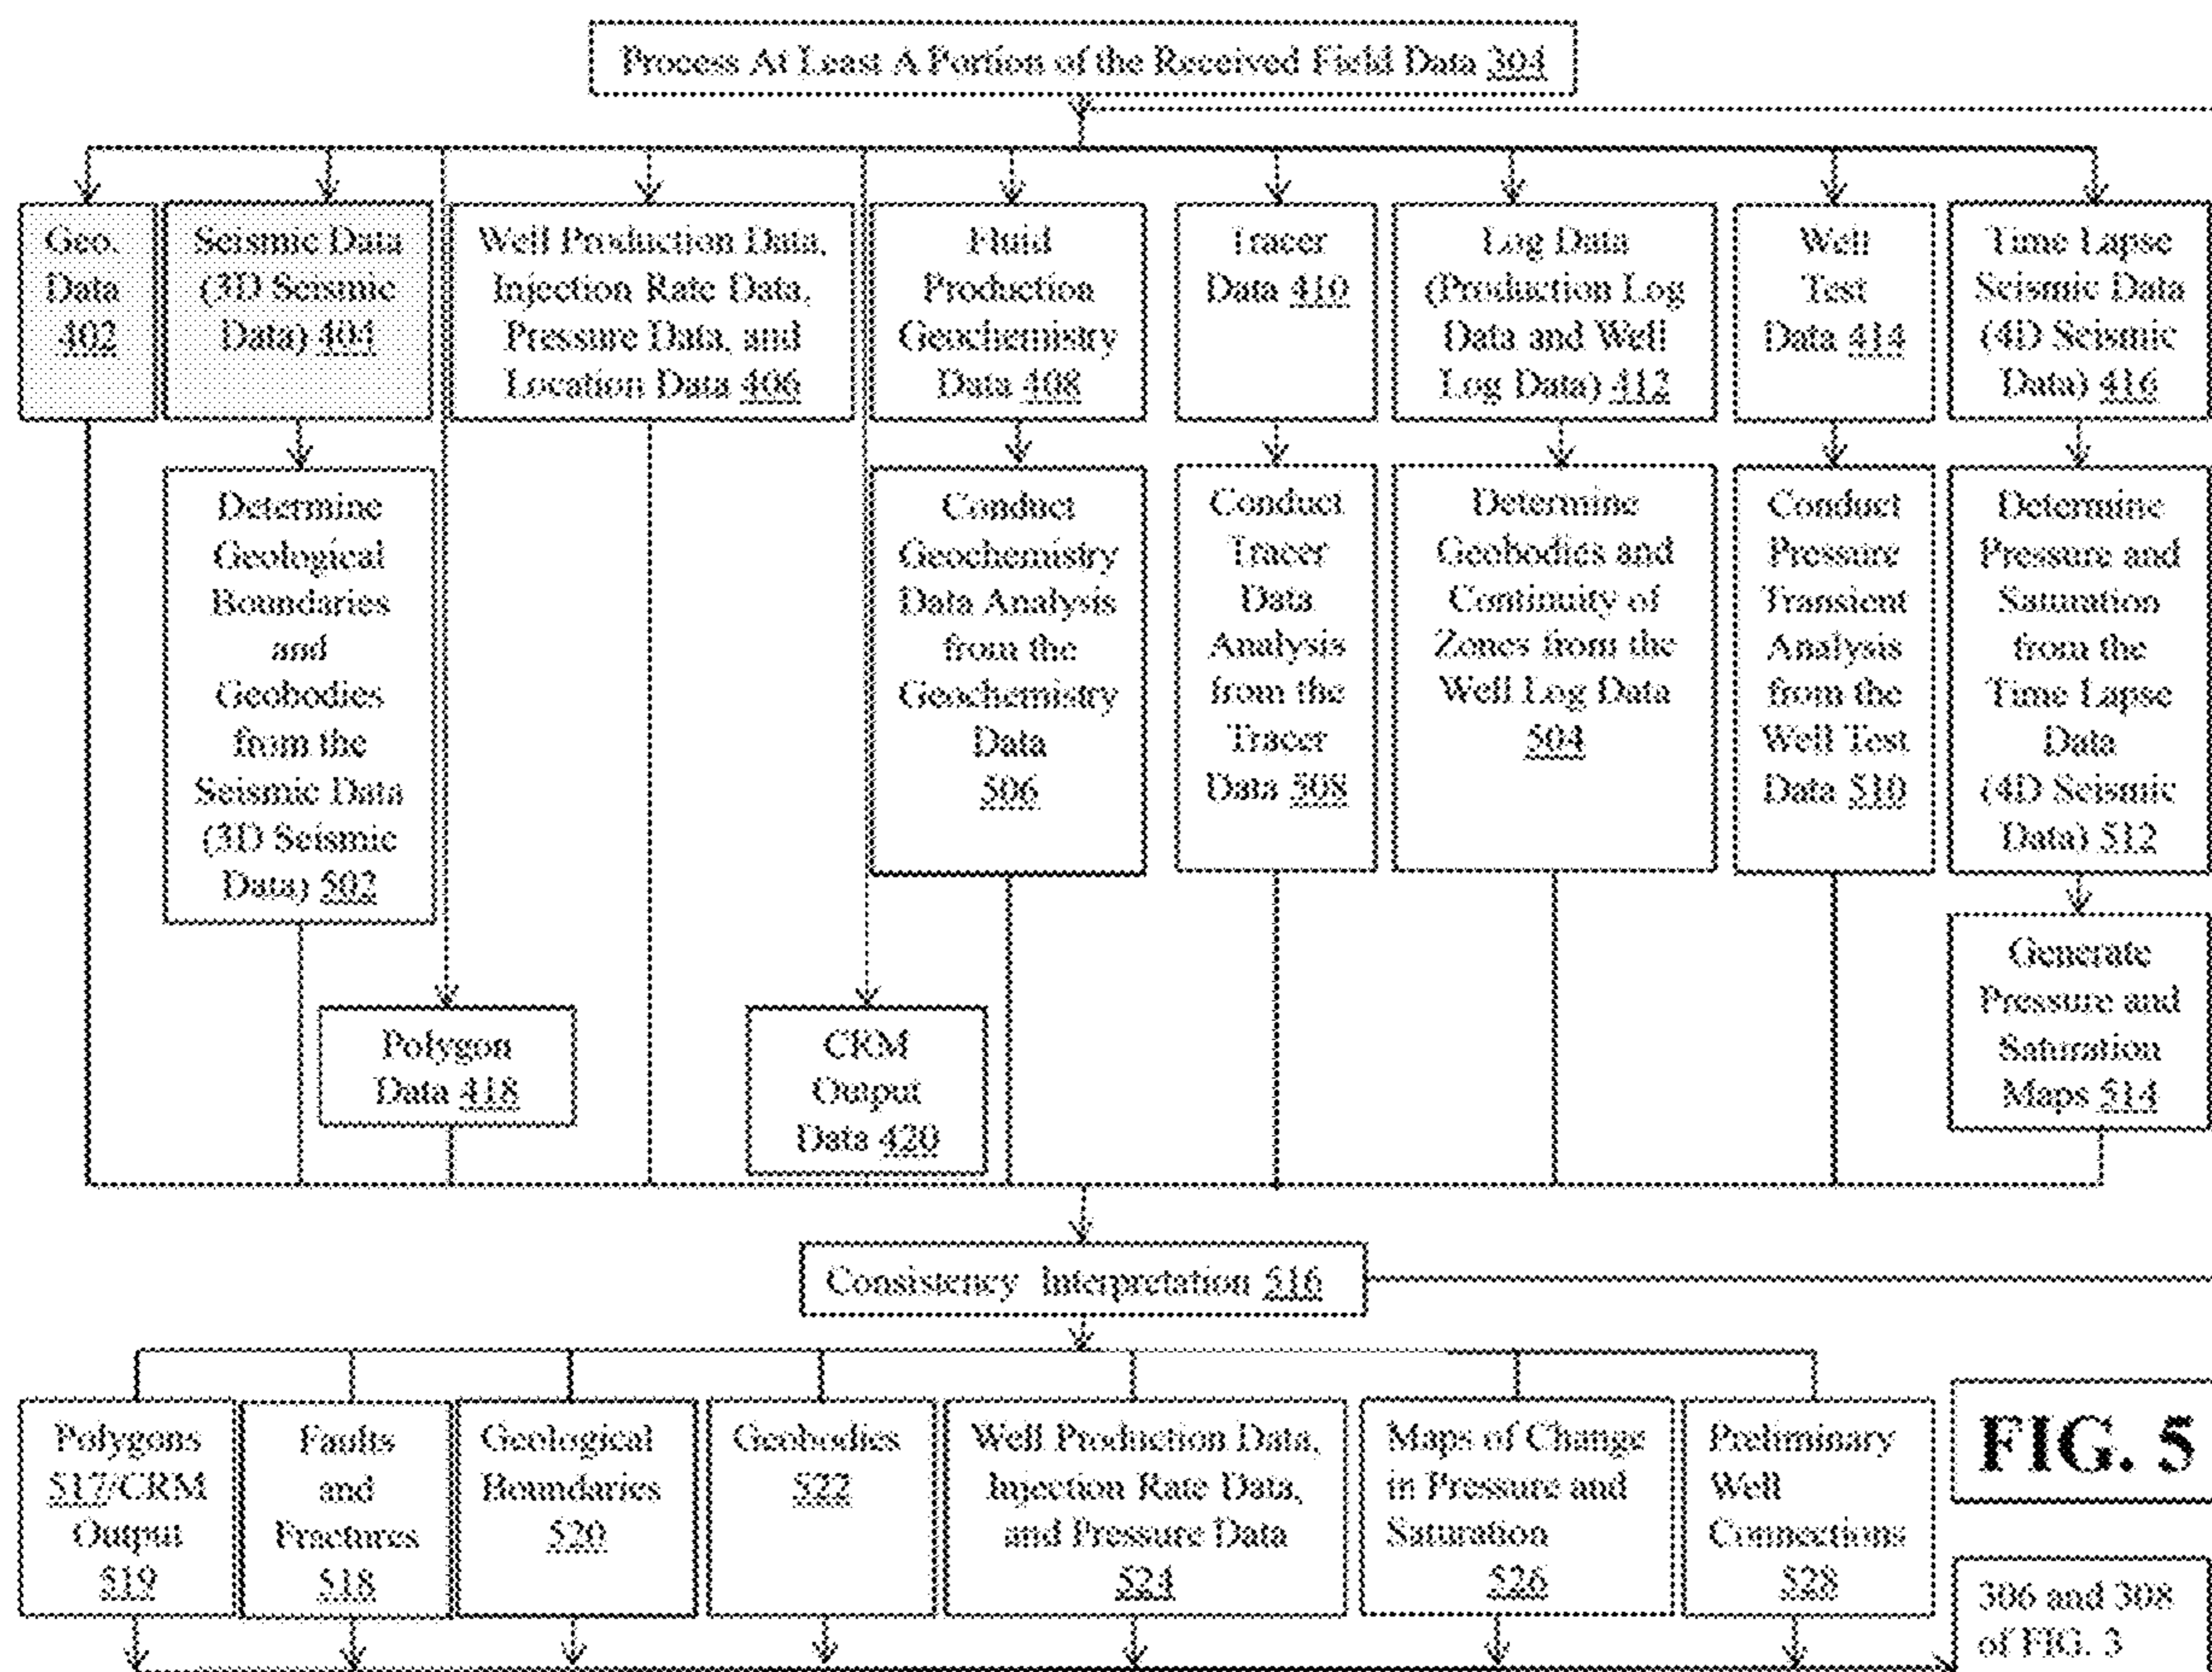 Process At Least A Portion of the Received Field Data 304
Geo.
Data
402
Seismic Data
(3D Seismic
Data) 404
Well Production Data,
Injection Rate Data,
Pressure Data, and
Location Data 406
Fluid
Production
Geochemistry
Data 408
Tracer
Data 410
Log Data
(Production Log
Data and Well
Log Data) 412
Well
Test
Data 414
Time Lapse
Seismic Data
(4D Seismic
Data) 416
Determine
Geological
Boundaries
and
Geobodies
from the
Seismic Data
(3D Seismic
Data) 502
Conduct
Geochemistry
Data Analysis
from the
Geochemistry
Data
506
Conduct
Tracer
Data
Analysis
from the
Tracer
Data 508
Determine
Geobodies and
Continuity of
Zones from the
Well Log Data
504
Conduct
Pressure
Transient
Analysis
from the
Well Test
Data 510
Determine
Pressure and
Saturation
from the
Time Lapse
Data
(4D Seismic
Data) 512
Polygon
Data 418
CRM
Output
Data 420
Generate
Pressure and
Saturation
Maps 514
Consistency Interpretation 516
Polygons
517/CRM
Output
519
Faults
and
Fractures
518
Geological
Boundaries
520
Geobodies
522
Well Production Data,
Injection Rate Data,
and Pressure Data
524
Maps of Change
in Pressure and
Saturation
526
Preliminary
Well
Connections
528
FIG. 5
306 and 308
of FIG. 3